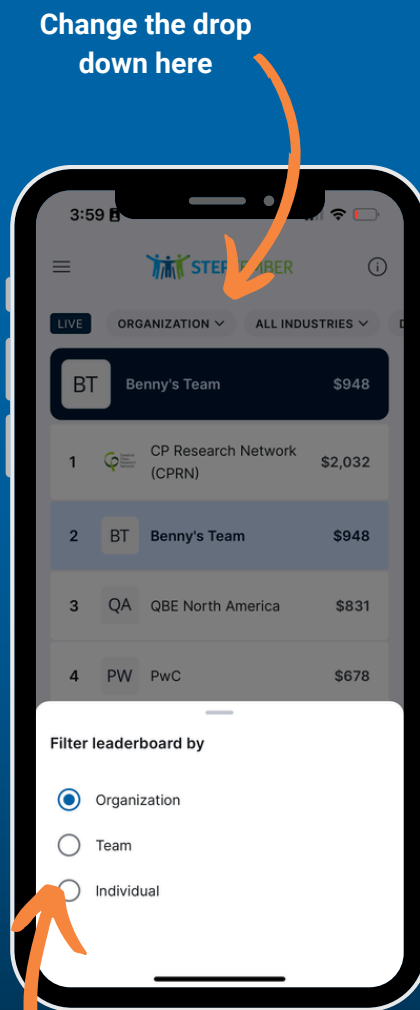 Change the drop
down here
3:59
STEPTEMBER
LIVE ORGANIZATION ALL INDUSTRIES
BT Benny's Team $948
1 CP Research Network
(CPRN) $2,032
2 BT Benny's Team $948
3 QA QBE North America $831
4 PW PwC $678
Filter leaderboard by
Organization
Team
Individual